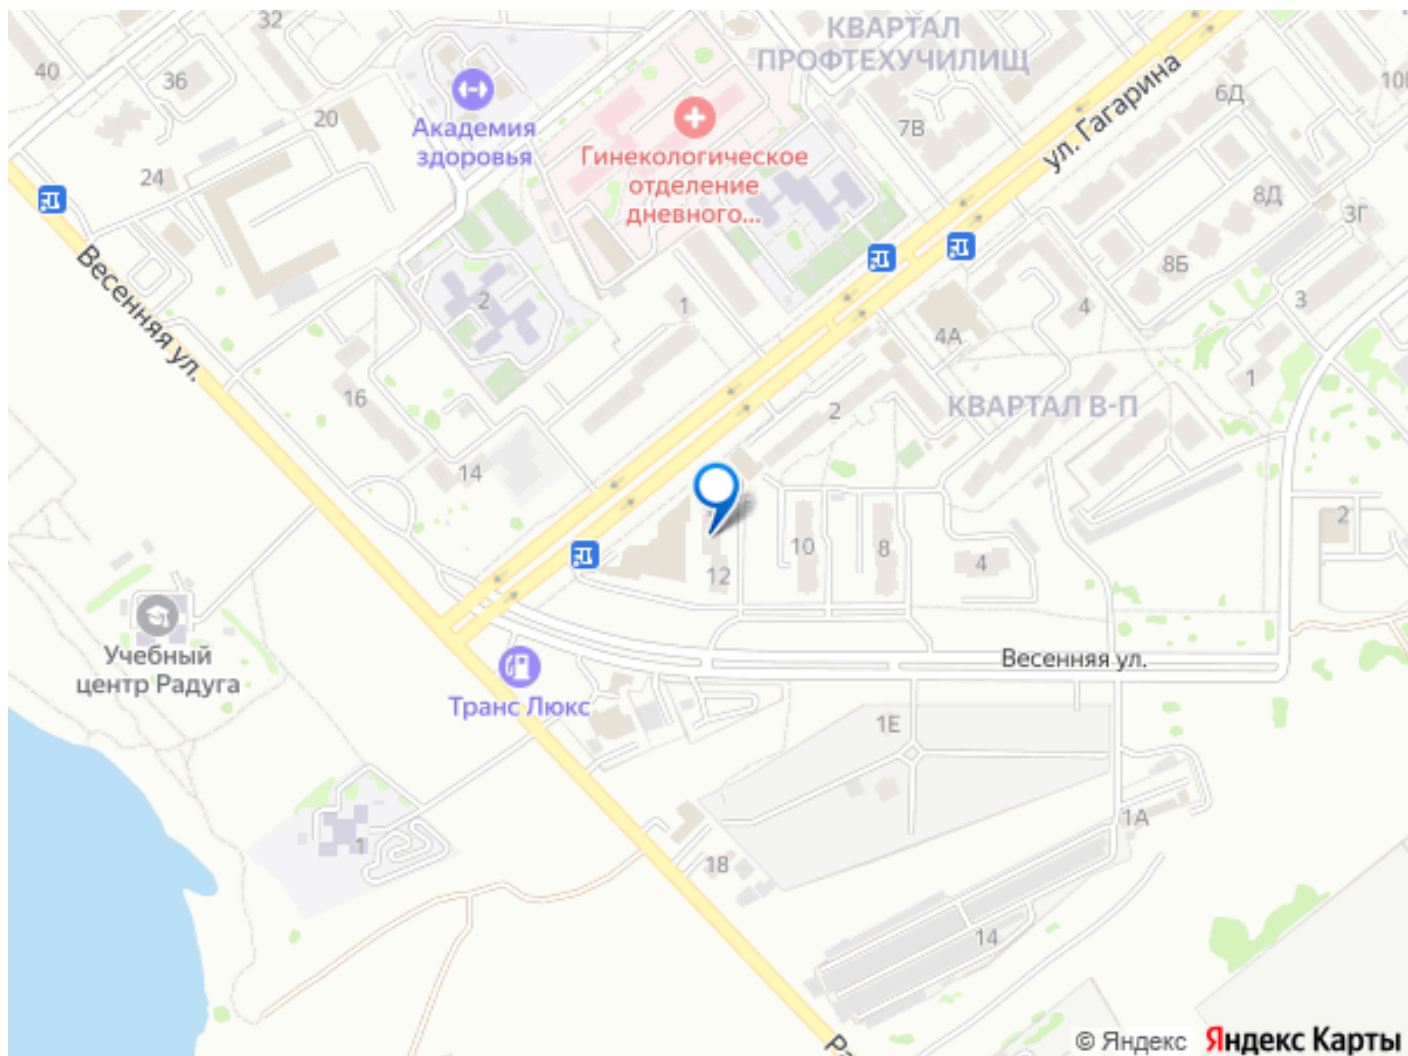 32
КВАРТАЛ
ПРОФТЕХУЧИЛИЩ
40
36
20
Академия
здоровья
7В
6Д
ул. Гагарина
24
Гинекологическое
отделение
дневного...
8Д
3Г
8Б
Весенняя ул.
2
1
4
3
4А
16
1
2
КВАРТАЛ В-П
14
2
10
8
4
12
Учебный
центр Радуга
Весенняя ул.
Транс Люкс
1Е
1А
1
18
14
© Яндекс
Яндекс Карты